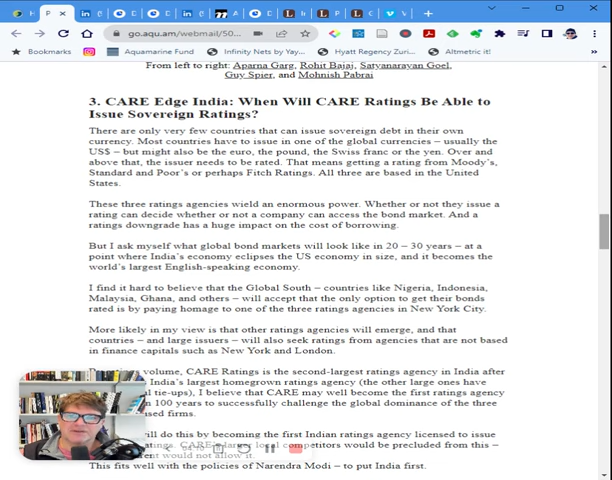 go.aqu.am/webmail/50...
Bookmarks
Aquamarine Fund
Infinity Nets by Yay...
Hyatt Regency Zuri...
Altmetric it!
From left to right: Aparna Garg, Rohit Bajaj, Satyanarayan Goel,
Guy Spier, and Mohnish Pabrai
3. CARE Edge India: When Will CARE Ratings Be Able to
Issue Sovereign Ratings?
There are only very few countries that can issue sovereign debt in their own
currency. Most countries have to issue in one of the global currencies – usually the
US$ – but might also be the euro, the pound, the Swiss franc or the yen. Over and
above that, the issuer needs to be rated. That means getting a rating from Moody's,
Standard and Poor's or perhaps Fitch Ratings. All three are based in the United
States.
These three ratings agencies wield an enormous power. Whether or not they issue a
rating can decide whether or not a company can access the bond market. And a
ratings downgrade has a huge impact on the cost of borrowing.
But I ask myself what global bond markets will look like in 20 – 30 years – at a
point where India's economy eclipses the US economy in size, and it becomes the
world's largest English-speaking economy.
I find it hard to believe that the Global South – countries like Nigeria, Indonesia,
Malaysia, Ghana, and others – will accept that the only option to get their bonds
rated is by paying homage to one of the three ratings agencies in New York City.
More likely in my view is that other ratings agencies will emerge, and that
countries – and large issuers – will also seek ratings from agencies that are not based
in finance capitals such as New York and London.
volume, CARE Ratings is the second-largest ratings agency in India after
India's largest homegrown ratings agency (the other large ones have
tie-ups), I believe that CARE may well become the first ratings agency
100 years to successfully challenge the global dominance of the three
firms.
will do this by becoming the first Indian ratings agency licensed to issue
CARE's larger local competitors would be precluded from this –
would not allow it.
This fits well with the policies of Narendra Modi – to put India first.